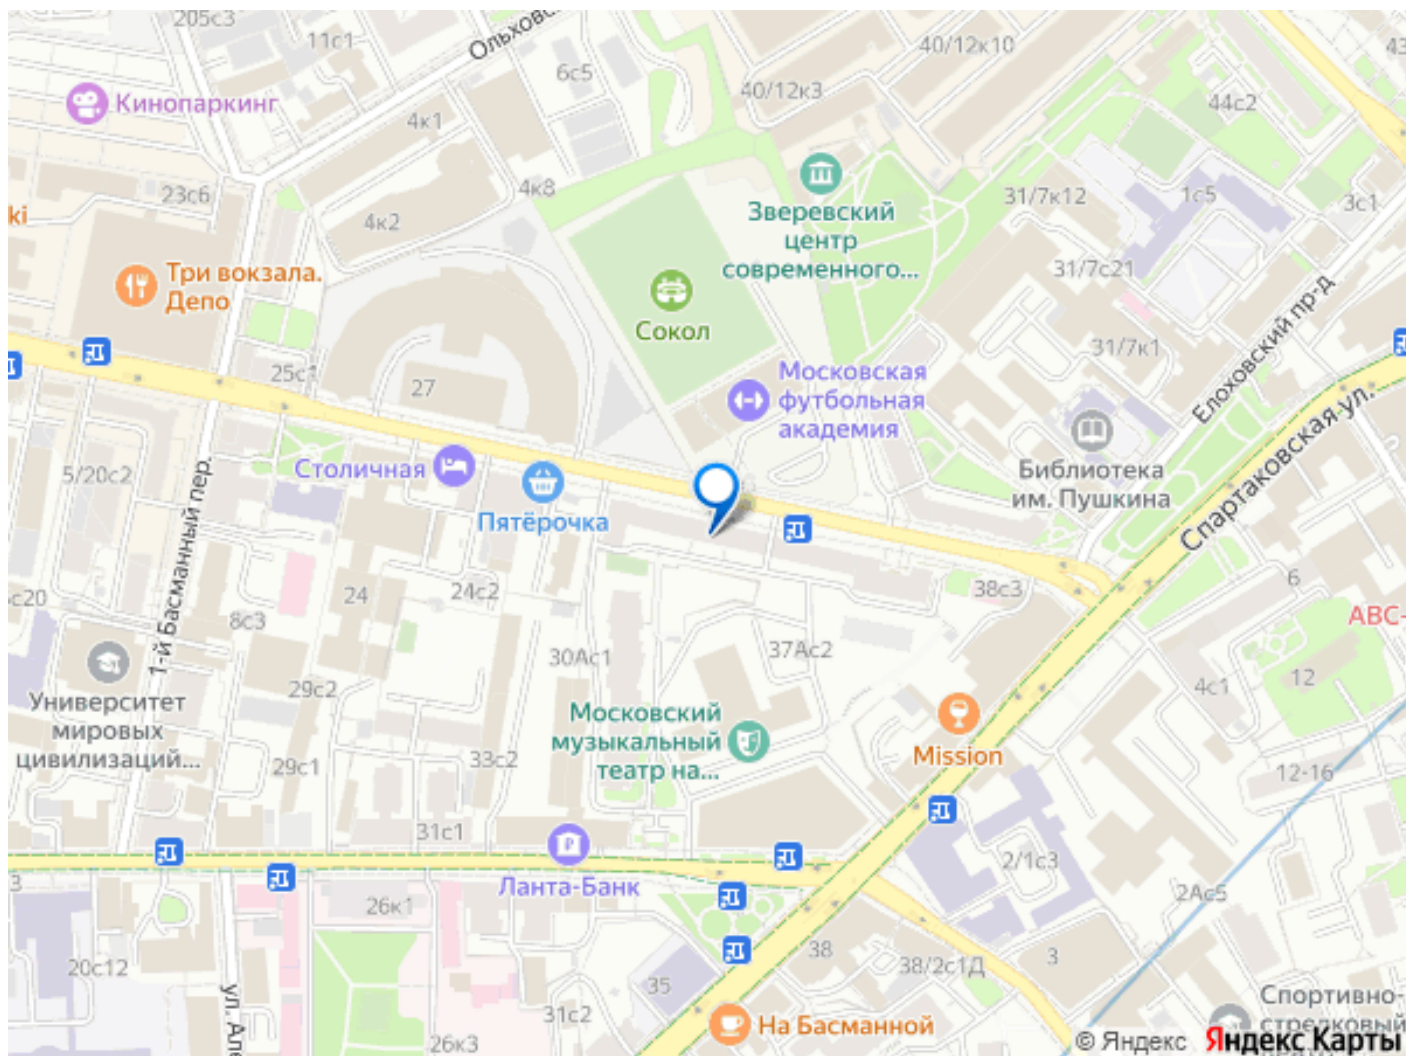 205с3
11с1
Ольховс
6с5
40/12к10
43
Кинопаркинг
4к1
40/12к3
44с2
23с6
4к8
4к2
ki
Зверевский
центр
современного...
31/7к12
1с5
3с1
Три вокзала.
Депо
31/7с21
Сокол
Елоховский пр-д
31/7к1
25с1
27
Московская
футбольная
академия
Спартаковская ул.
5/20с2
Столичная
Пятёрочка
Библиотека
им. Пушкина
1-й Басманный пер.
с20
24
24с2
38с3
6
8с3
АВС-
30Ас1
37Ас2
12
4с1
29с2
Университет
мировых
цивилизаций...
Московский
музыкальный
театр на...
Mission
29с1
33с2
12-16
31с1
3
Ланта-Банк
2/1с3
2Ас5
26к1
20с12
38
38/2с1Д
3
35
ул. Але
31с2
26к3
На Басманной
Спортивно-
стрелковый
© Яндекс Яндекс Карты